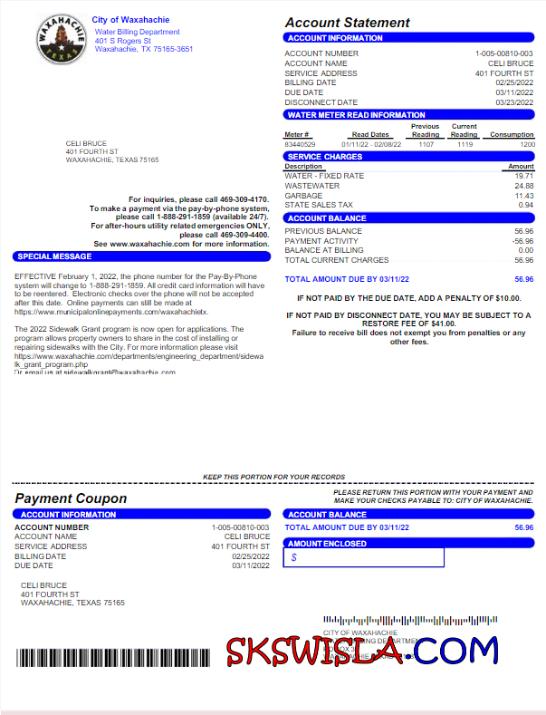 WAXAHACHIE
TEXAS
City of Waxahachie
Water Billing Department
401 S Rogers St
Waxahachie, TX 75165-3651
CELI BRUCE
401 FOURTH ST
WAXAHACHIE, TEXAS 75165
For inquiries, please call 469-309-4170.
To make a payment via the pay-by-phone system,
please call 1-888-291-1859 (available 24/7).
For after-hours utility related emergencies ONLY,
please call 469-309-4400.
See www.waxahachie.com for more information.
SPECIAL MESSAGE
EFFECTIVE February 1, 2022, the phone number for the Pay-By-Phone
system will change to 1-888-291-1859. All credit card information will have
to be reentered. Electronic checks over the phone will not be accepted
after this date. Online payments can still be made at
https://www.municipalonlinepayments.com/waxahachietx.
The 2022 Sidewalk Grant program is now open for applications. The
program allows property owners to share in the cost of installing or
repairing sidewalks with the City. For more information please visit
https://www.waxahachie.com/departments/engineering_department/sidewa
lk_grant_program.php
Or email us at sidewalkgrant@waxahachie.com
Account Statement
ACCOUNT INFORMATION
ACCOUNT NUMBER 1-005-00810-003
ACCOUNT NAME CELI BRUCE
SERVICE ADDRESS 401 FOURTH ST
BILLING DATE 02/25/2022
DUE DATE 03/11/2022
DISCONNECT DATE 03/23/2022
WATER METER READ INFORMATION
Meter # Read Dates Previous Reading Current Reading Consumption
83440529 01/11/22 - 02/08/22 1107 1119 1200
SERVICE CHARGES
Description Amount
WATER - FIXED RATE 19.71
WASTEWATER 24.88
GARBAGE 11.43
STATE SALES TAX 0.94
ACCOUNT BALANCE
PREVIOUS BALANCE 56.96
PAYMENT ACTIVITY -56.96
BALANCE AT BILLING 0.00
TOTAL CURRENT CHARGES 56.96
TOTAL AMOUNT DUE BY 03/11/22 56.96
IF NOT PAID BY THE DUE DATE, ADD A PENALTY OF $10.00.
IF NOT PAID BY DISCONNECT DATE, YOU MAY BE SUBJECT TO A
RESTORE FEE OF $41.00.
Failure to receive bill does not exempt you from penalties or any
other fees.
KEEP THIS PORTION FOR YOUR RECORDS
Payment Coupon
PLEASE RETURN THIS PORTION WITH YOUR PAYMENT AND
MAKE YOUR CHECKS PAYABLE TO: CITY OF WAXAHACHIE.
ACCOUNT INFORMATION
ACCOUNT NUMBER 1-005-00810-003
ACCOUNT NAME CELI BRUCE
SERVICE ADDRESS 401 FOURTH ST
BILLING DATE 02/25/2022
DUE DATE 03/11/2022
ACCOUNT BALANCE
TOTAL AMOUNT DUE BY 03/11/22 56.96
AMOUNT ENCLOSED
$
CELI BRUCE
401 FOURTH ST
WAXAHACHIE, TEXAS 75165
CITY OF WAXAHACHIE
SKSWISLA.COM